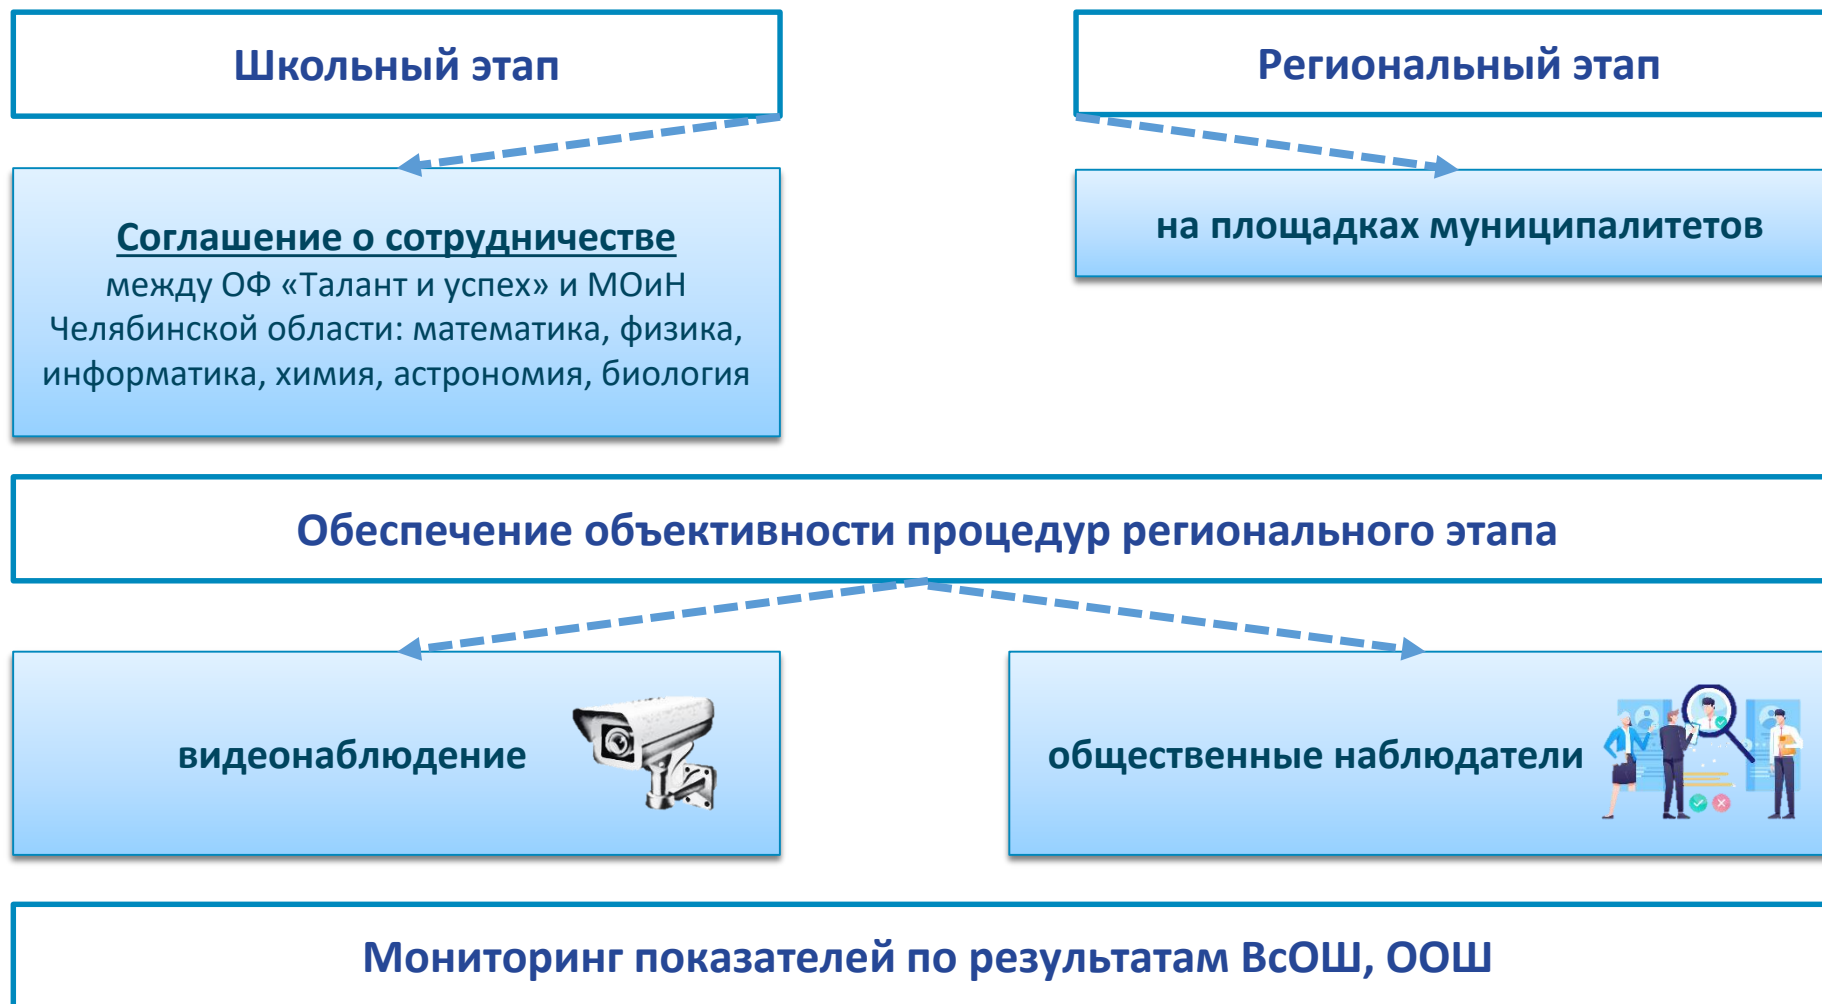 Школьный этап
Региональный этап
Соглашение о сотрудничестве
между ОФ «Талант и успех» и МОиН
Челябинской области: математика, физика,
информатика, химия, астрономия, биология
на площадках муниципалитетов
Обеспечение объективности процедур регионального этапа
видеонаблюдение
общественные наблюдатели
Мониторинг показателей по результатам ВсОШ, ООШ